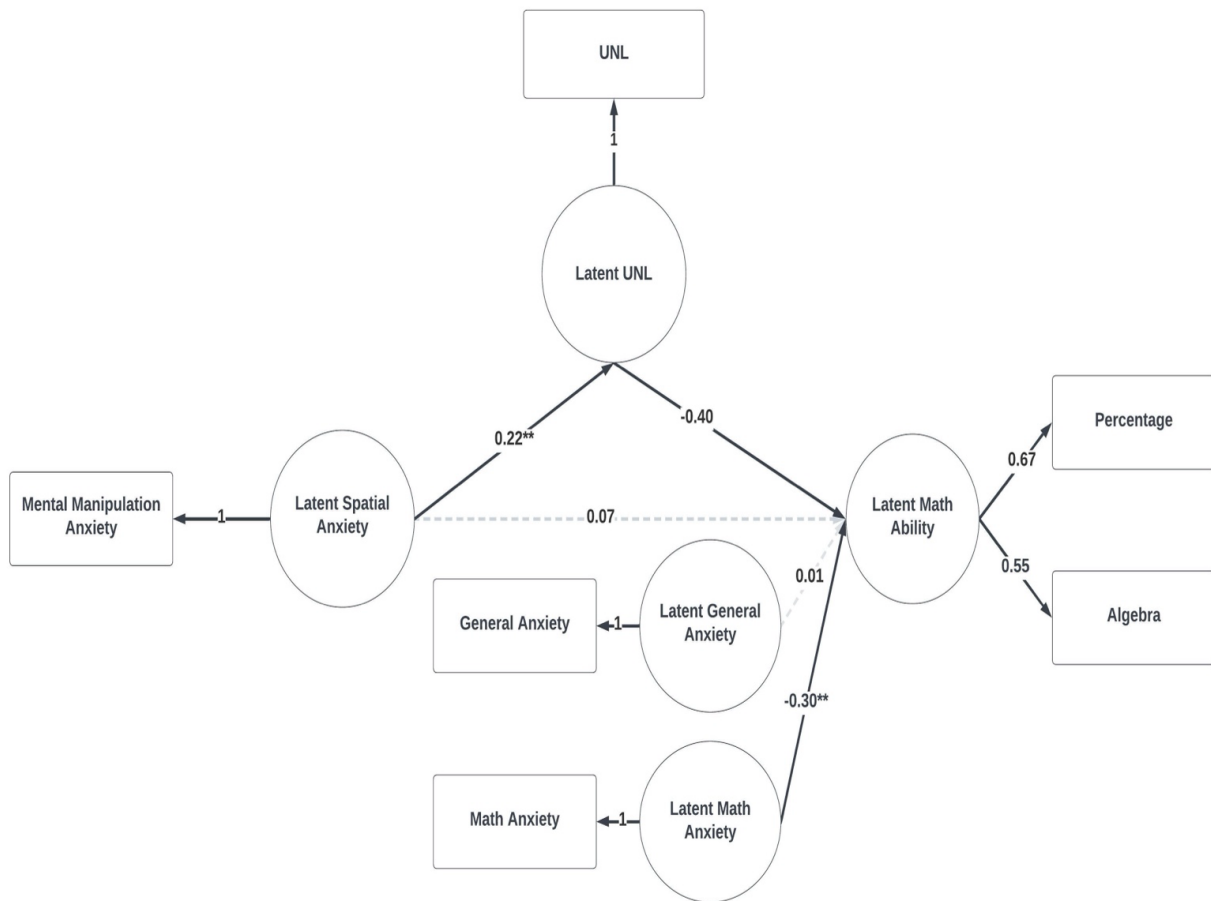 UNL
1
Latent UNL
0.22**
-0.40
Mental Manipulation
Anxiety
1
Latent Spatial
Anxiety
0.07
Latent Math
Ability
0.67
Percentage
0.55
Algebra
General Anxiety
1
Latent General
Anxiety
0.01
-0.30**
Math Anxiety
1
Latent Math
Anxiety